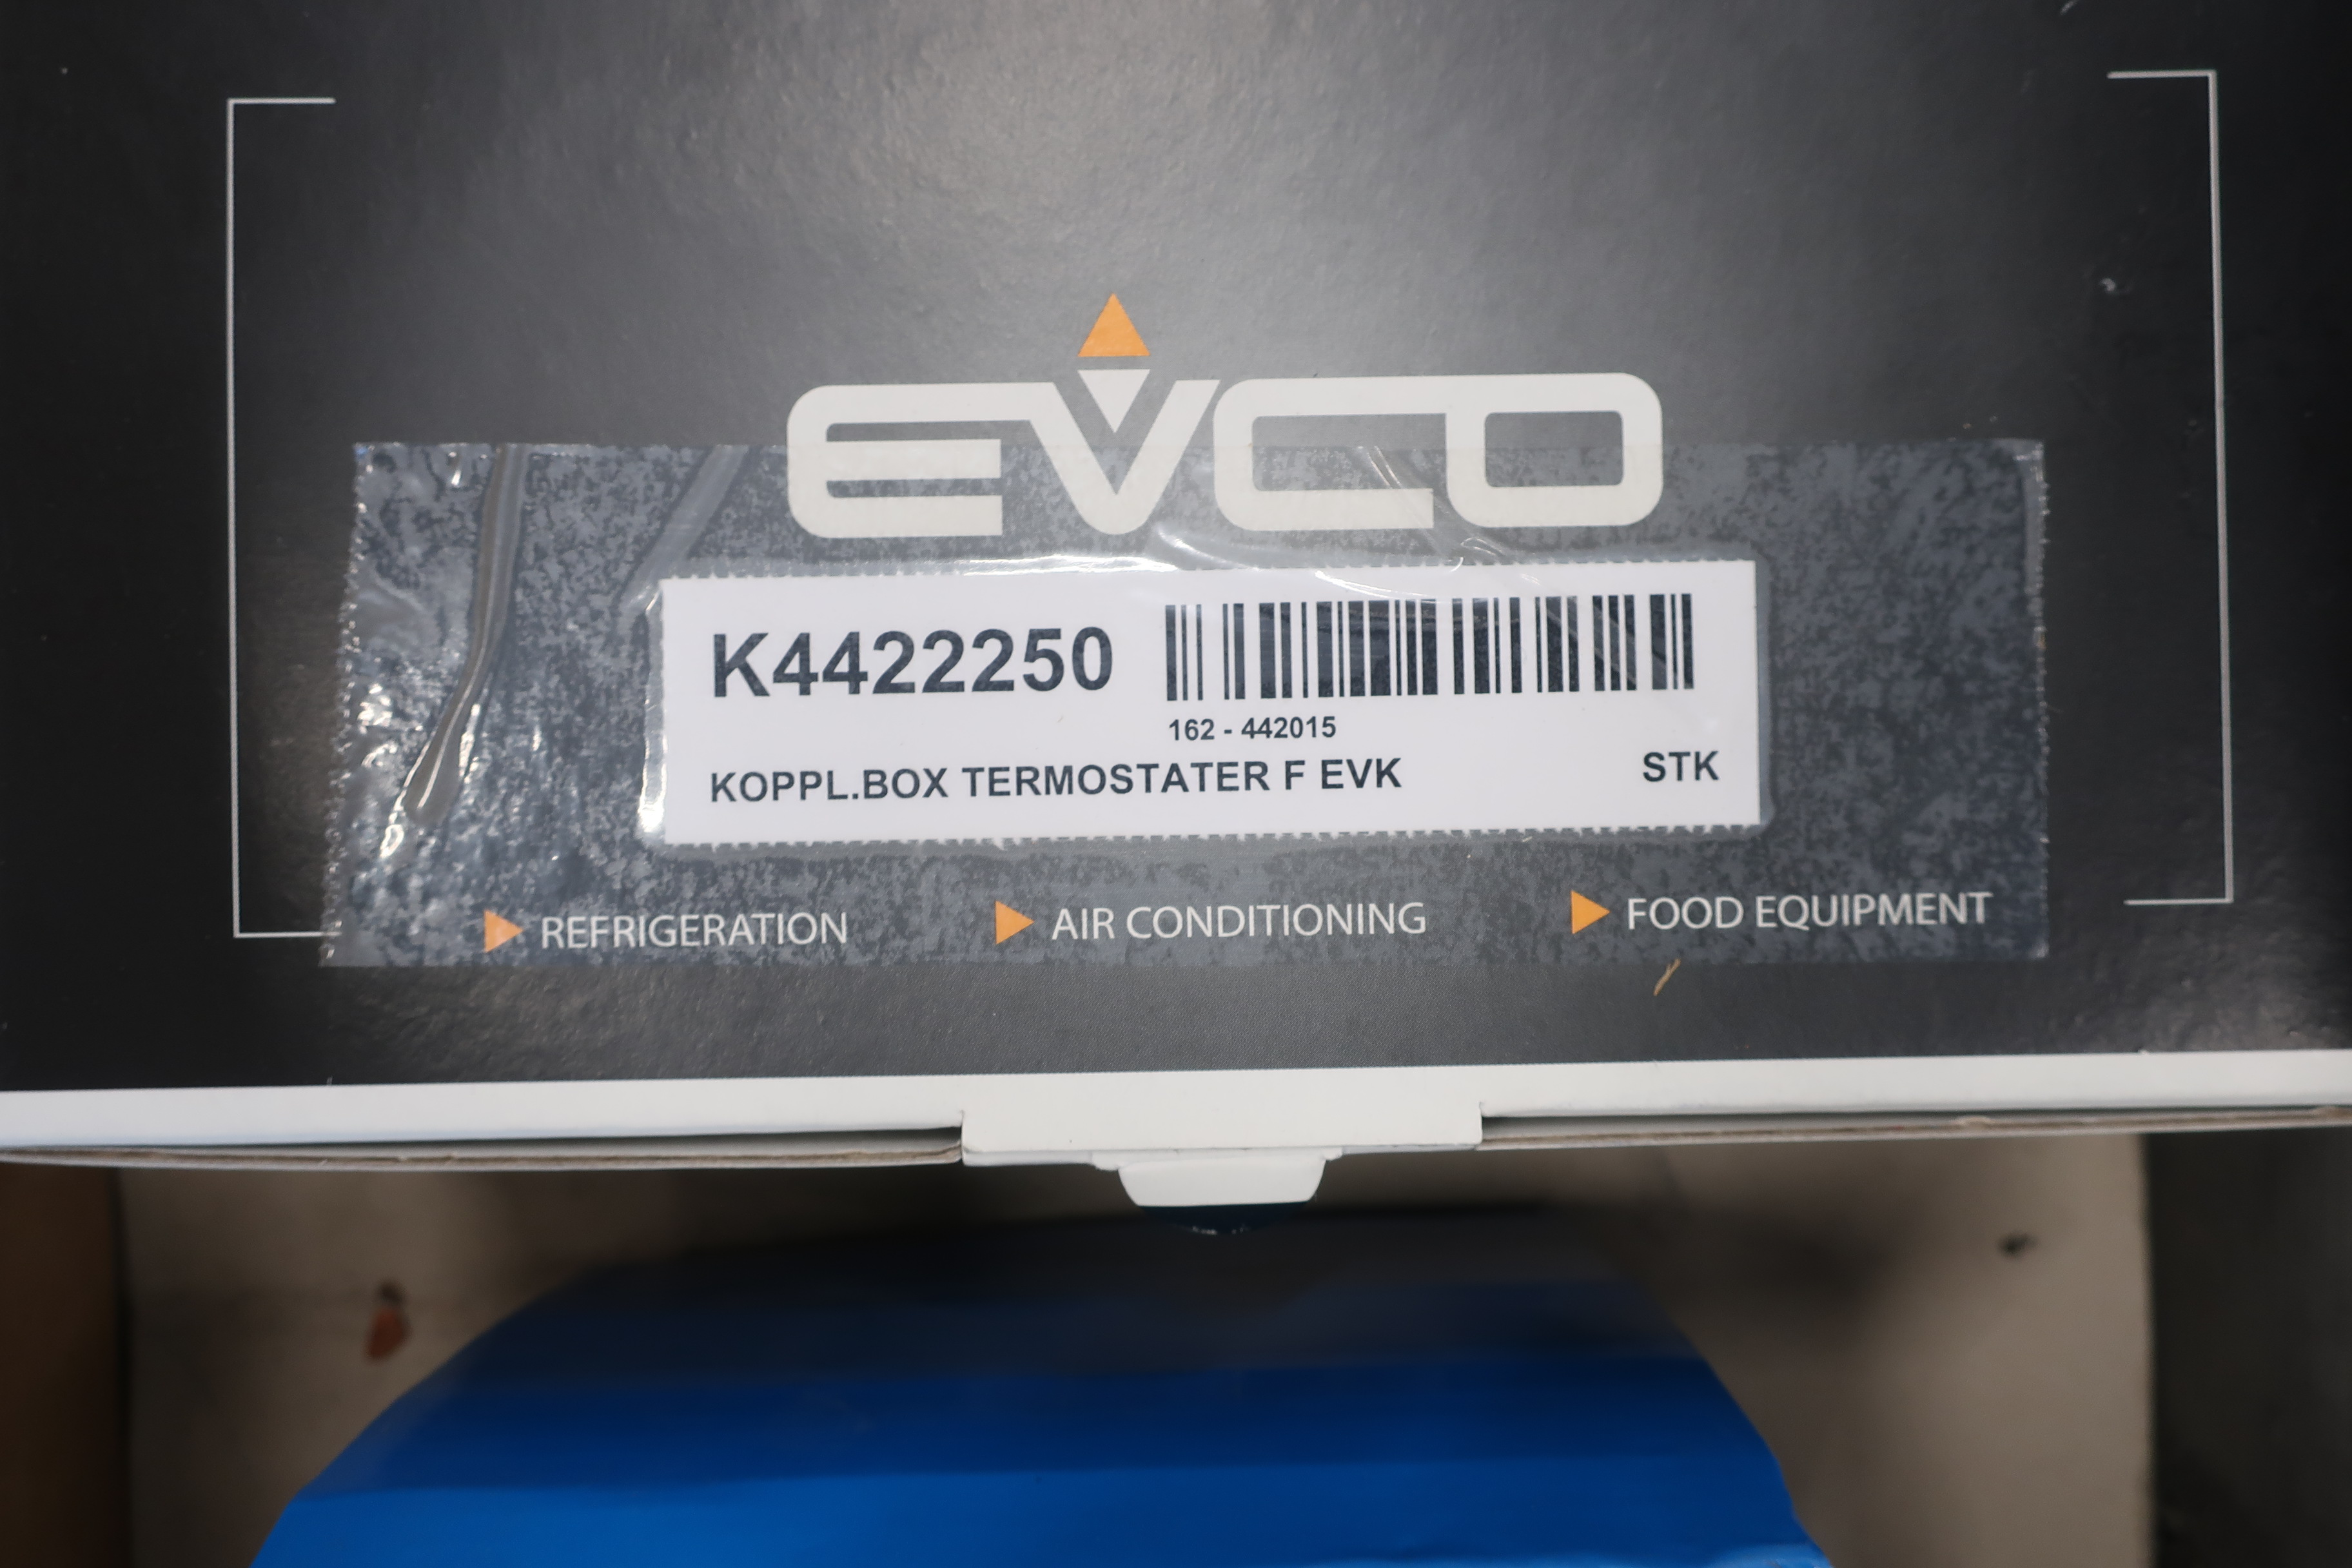 EVCO
K4422250
162 - 442015
KOPPL.BOX TERMOSTATER F EVK STK
REFRIGERATION AIR CONDITIONING FOOD EQUIPMENT